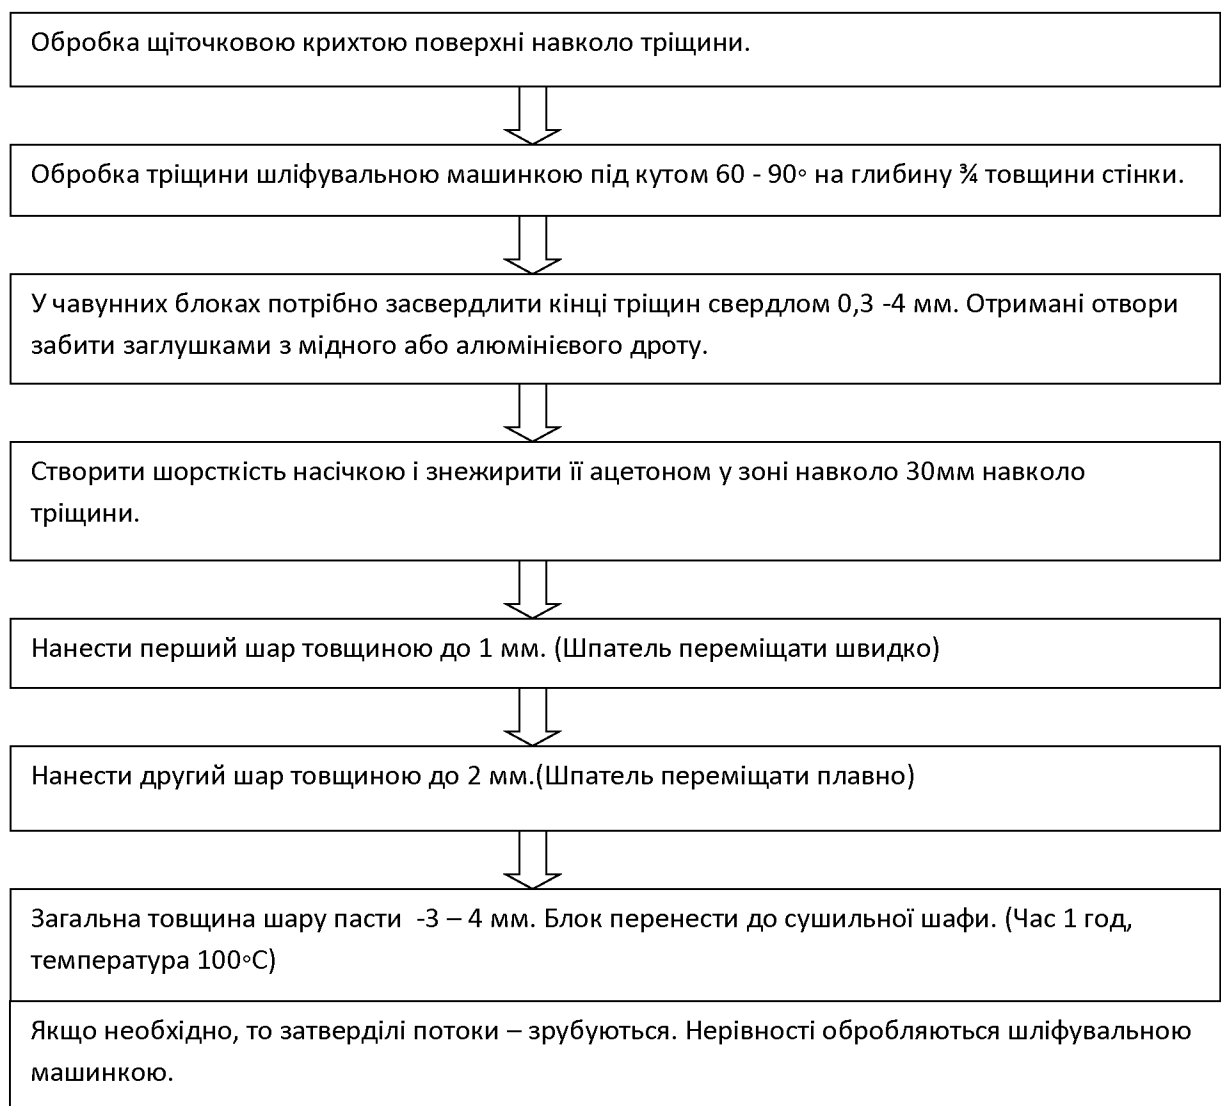 Обробка щіточковою крихтою поверхні навколо тріщини.
Обробка тріщини шліфувальною машинкою під кутом 60 - 90◦ на глибину ¾ товщини стінки.
У чавунних блоках потрібно засвердлити кінці тріщин свердлом 0,3 -4 мм. Отримані отвори
забити заглушками з мідного або алюмінієвого дроту.
Створити шорсткість насічкою і знежирити її ацетоном у зоні навколо 30мм навколо
тріщини.
Нанести перший шар товщиною до 1 мм. (Шпатель переміщати швидко)
Нанести другий шар товщиною до 2 мм.(Шпатель переміщати плавно)
Загальна товщина шару пасти -3 – 4 мм. Блок перенести до сушильної шафи. (Час 1 год,
температура 100◦С)
Якщо необхідно, то затверділі потоки – зрубуються. Нерівності обробляються шліфувальною
машинкою.